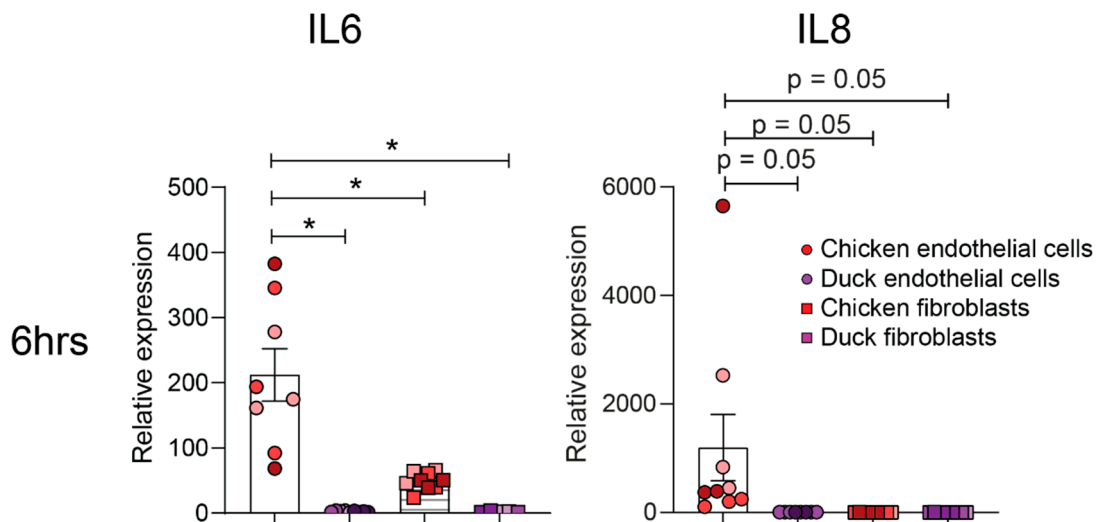 IL6
IL8
p = 0.05
p = 0.05
p = 0.05
*
*
*
6hrs
Relative expression
500
400
300
200
100
0
Relative expression
6000
4000
2000
0
Chicken endothelial cells
Duck endothelial cells
Chicken fibroblasts
Duck fibroblasts